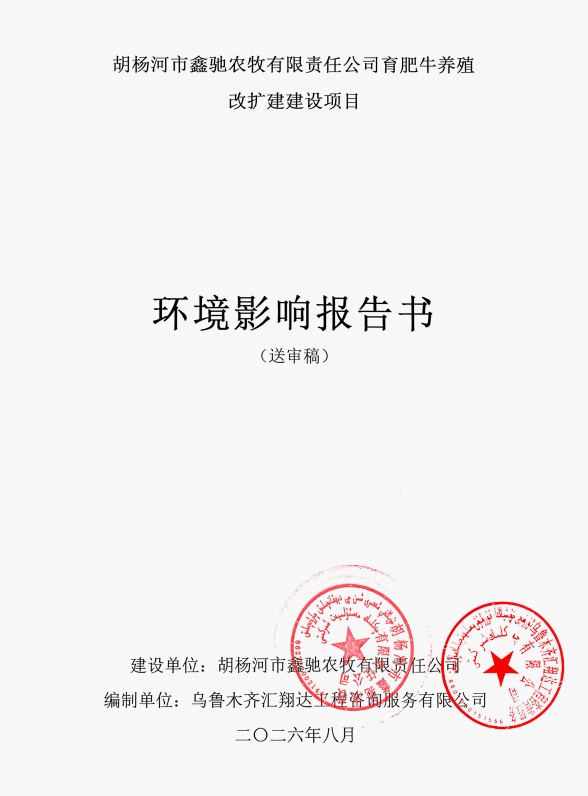 胡杨河市鑫驰农牧有限责任公司育肥牛养殖
改扩建建设项目
环境影响报告书
（送审稿）
建设单位：胡杨河市鑫驰农牧有限责任公司
编制单位：乌鲁木齐汇翔达工程咨询服务有限公司
二〇二六年八月